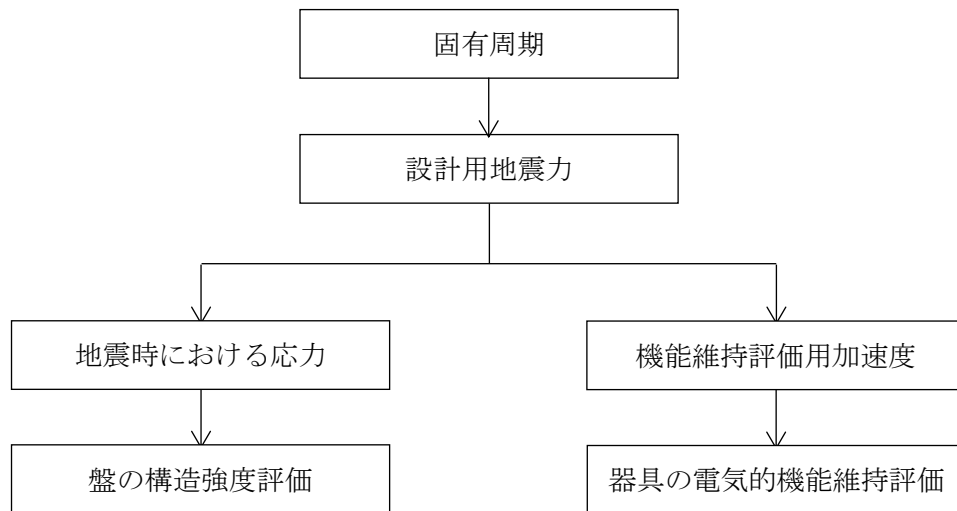 固有周期
設計用地震力
地震時における応力
機能維持評価用加速度
盤の構造強度評価
器具の電気的機能維持評価